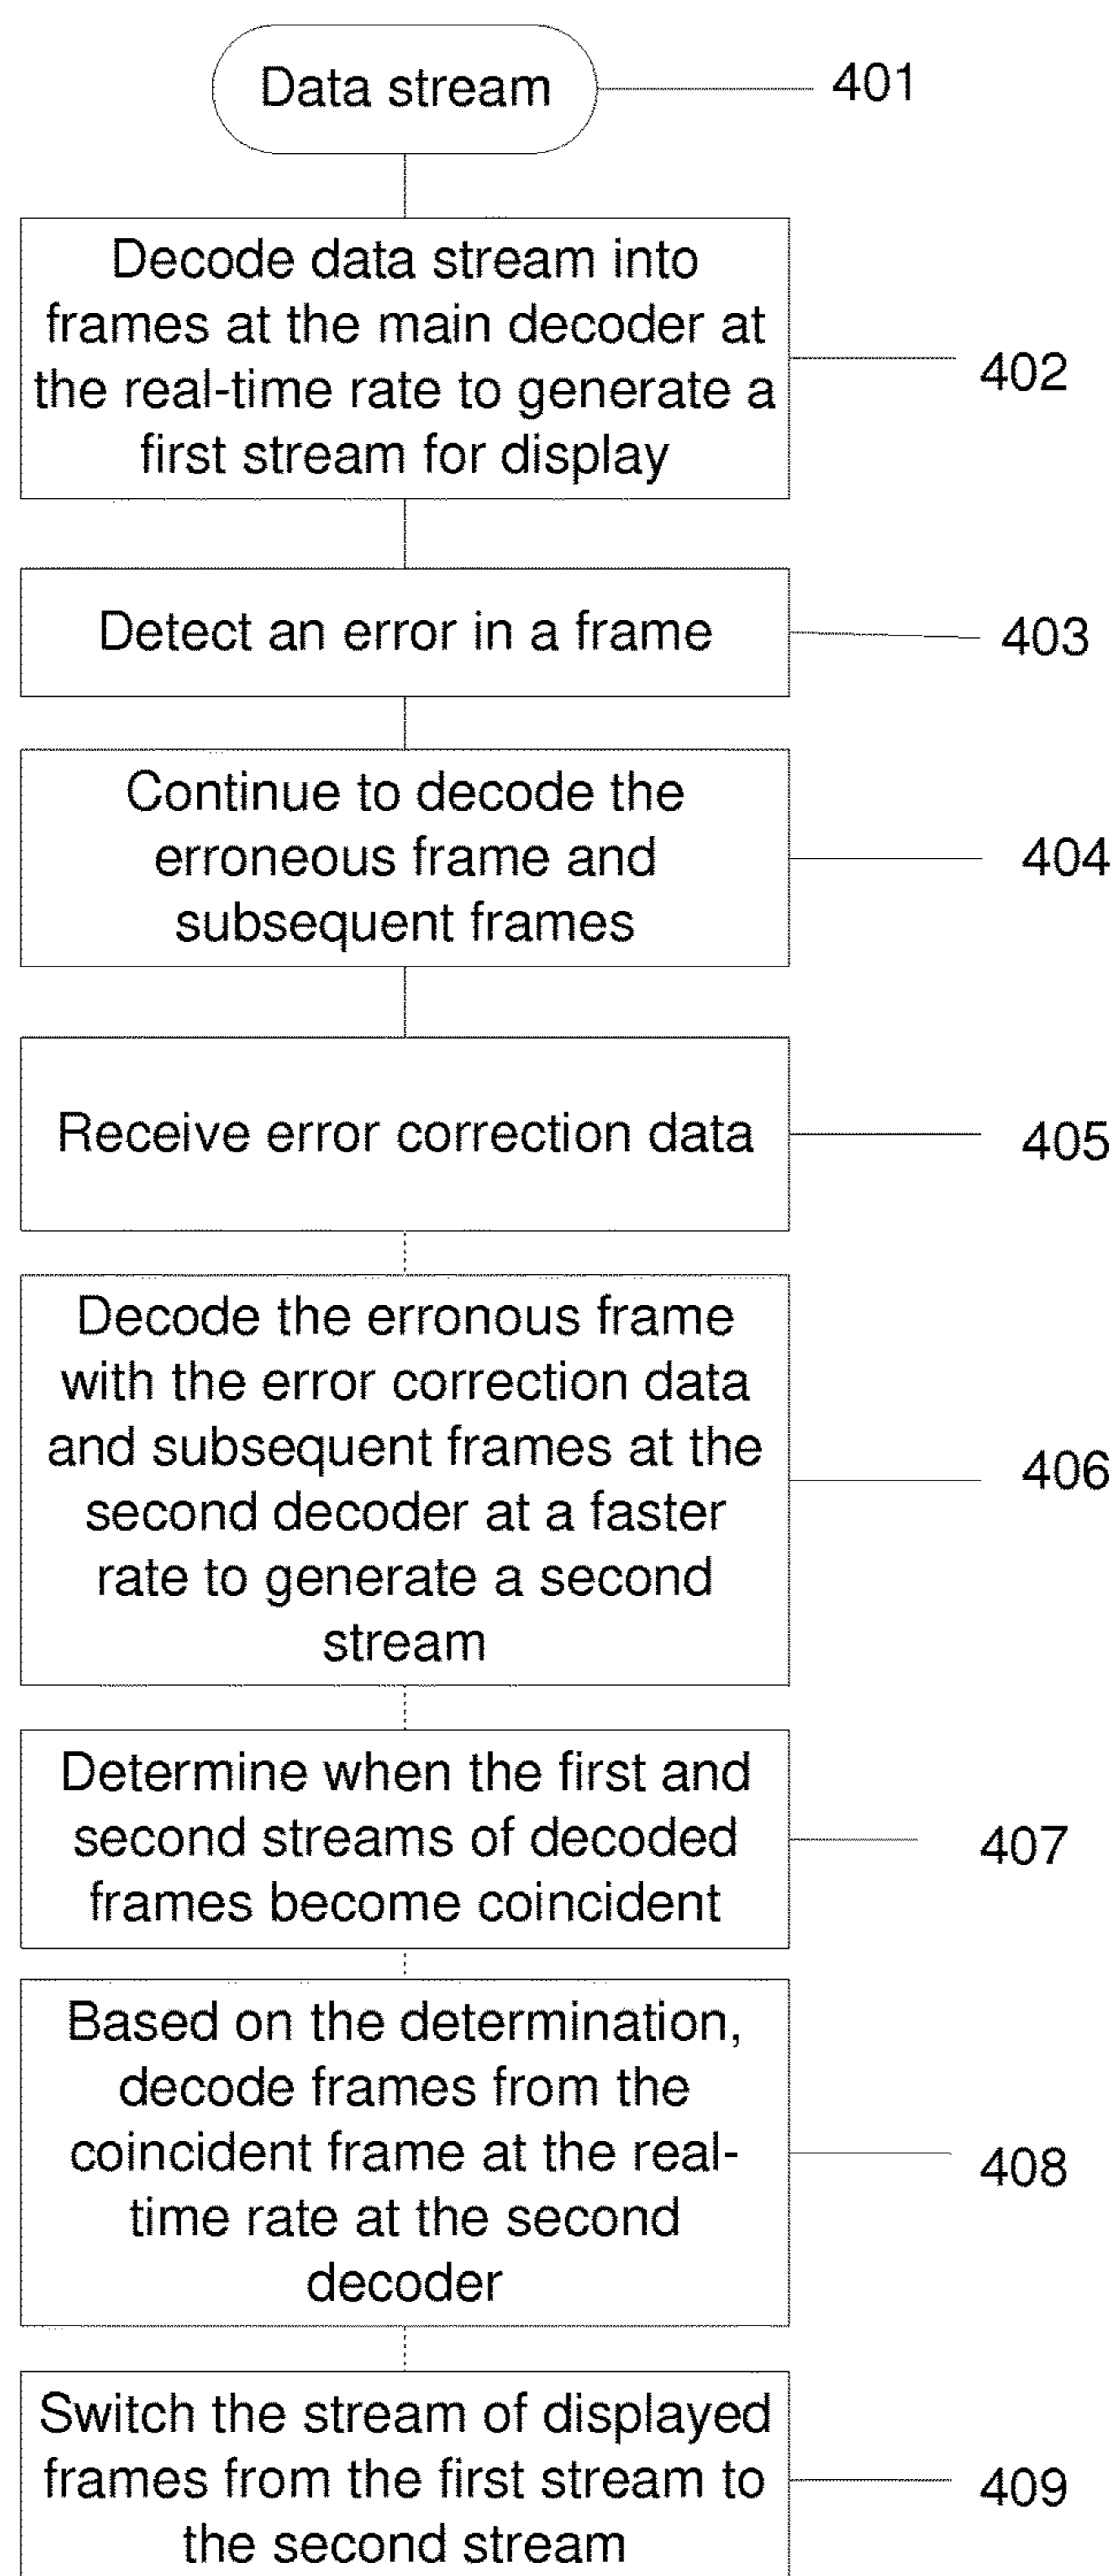 Data stream
401
Decode data stream into
frames at the main decoder at
the real-time rate to generate a
first stream for display
402
Detect an error in a frame
403
Continue to decode the
erroneous frame and
subsequent frames
404
Receive error correction data
405
Decode the erronous frame
with the error correction data
and subsequent frames at the
second decoder at a faster
rate to generate a second
stream
406
Determine when the first and
second streams of decoded
frames become coincident
407
Based on the determination,
decode frames from the
coincident frame at the real-
time rate at the second
decoder
408
Switch the stream of displayed
frames from the first stream to
the second stream
409